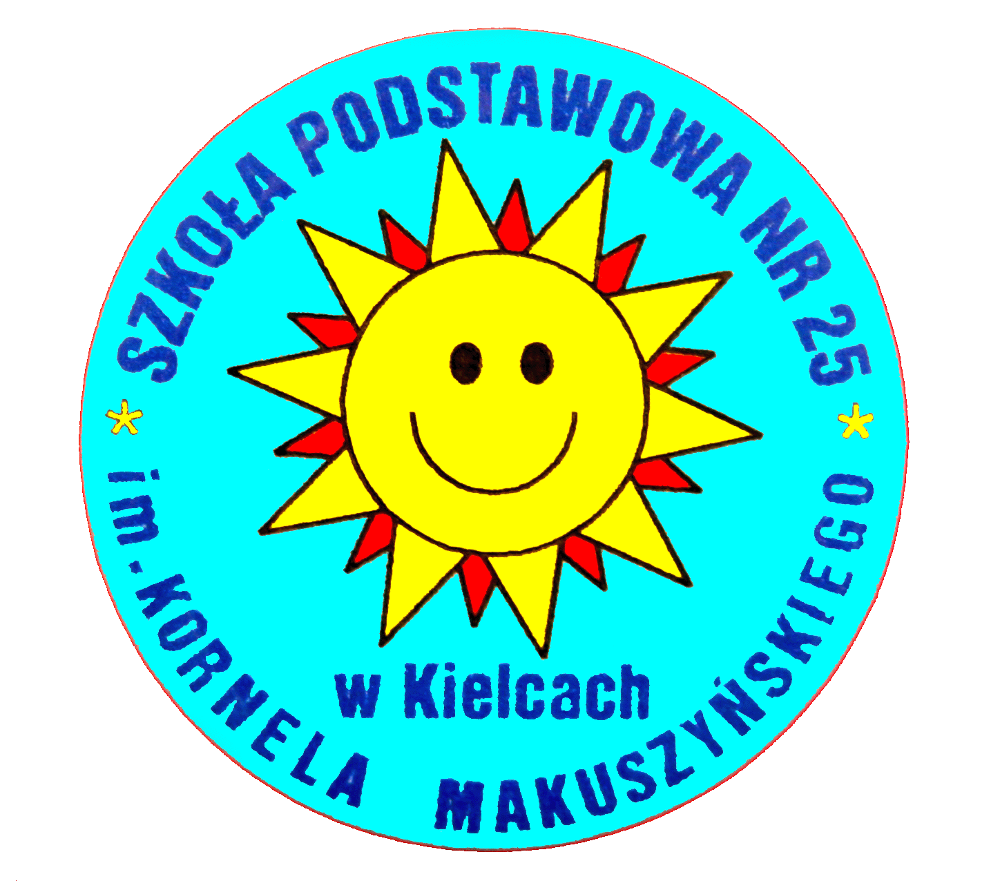 SZKOŁA PODSTAWOWA NR 25
im. KORNELA MAKUSZYŃSKIEGO
w Kielcach